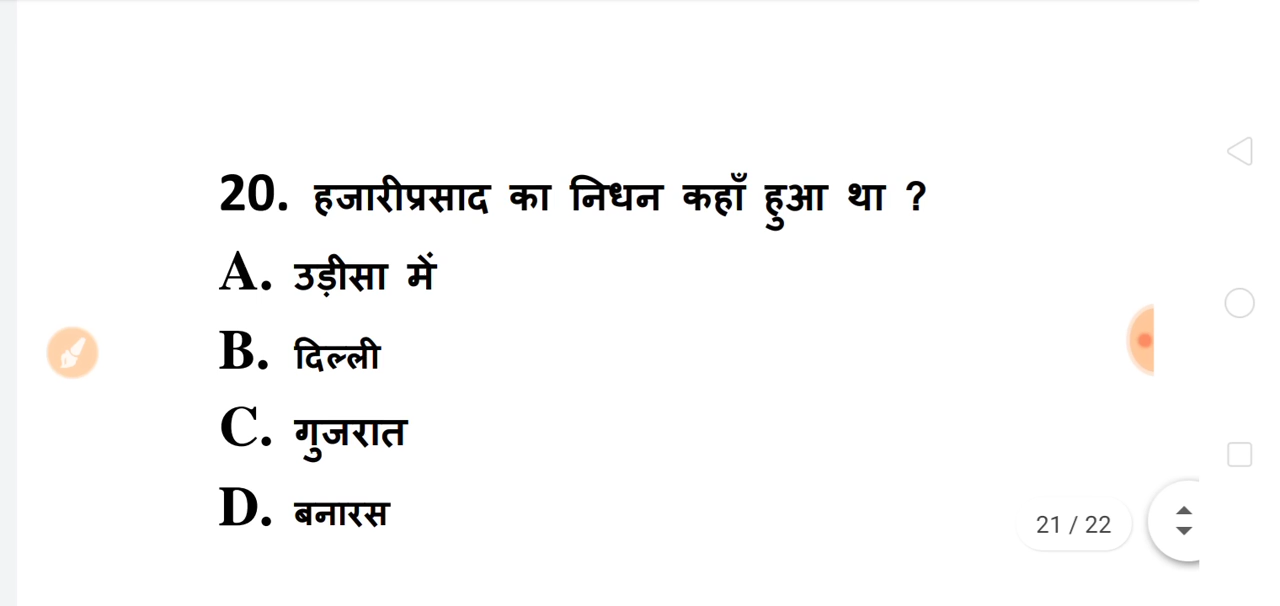 20. हजारीप्रसाद का निधन कहाँ हुआ था ?
A. उड़ीसा में
B. दिल्ली
C. गुजरात
D. बनारस
21 / 22